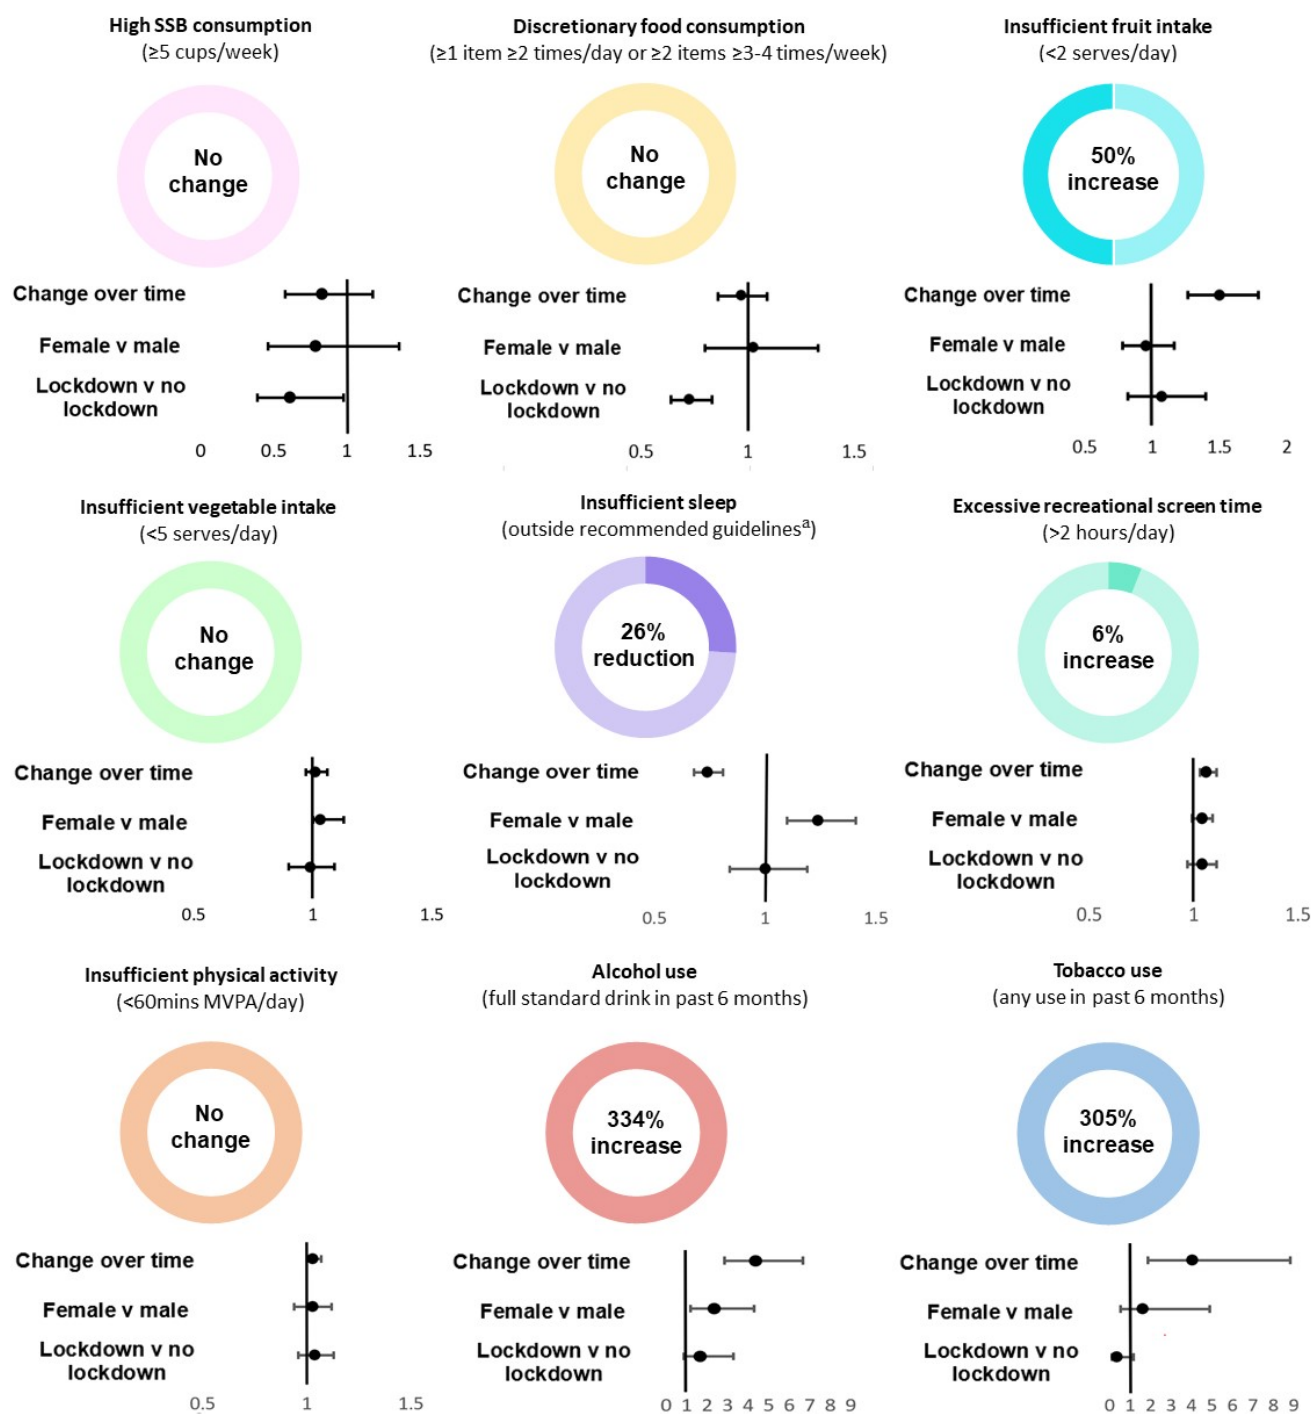 High SSB consumption
(≥5 cups/week)
No
change
Change over time
Female v male
Lockdown v no
lockdown
0 0.5 1 1.5
Discretionary food consumption
(≥1 item ≥2 times/day or ≥2 items ≥3-4 times/week)
No
change
Change over time
Female v male
Lockdown v no
lockdown
0.5 1 1.5
Insufficient fruit intake
(<2 serves/day)
50%
increase
Change over time
Female v male
Lockdown v no
lockdown
0.5 1 1.5 2
Insufficient vegetable intake
(<5 serves/day)
No
change
Change over time
Female v male
Lockdown v no
lockdown
0.5 1 1.5
Insufficient sleep
(outside recommended guidelinesᵃ)
26%
reduction
Change over time
Female v male
Lockdown v no
lockdown
0.5 1 1.5
Excessive recreational screen time
(>2 hours/day)
6%
increase
Change over time
Female v male
Lockdown v no
lockdown
0.5 1 1.5
Insufficient physical activity
(<60mins MVPA/day)
No
change
Change over time
Female v male
Lockdown v no
lockdown
0.5 1 1.5
Alcohol use
(full standard drink in past 6 months)
334%
increase
Change over time
Female v male
Lockdown v no
lockdown
0 1 2 3 4 5 6 7 8 9
Tobacco use
(any use in past 6 months)
305%
increase
Change over time
Female v male
Lockdown v no
lockdown
0 1 2 3 4 5 6 7 8 9